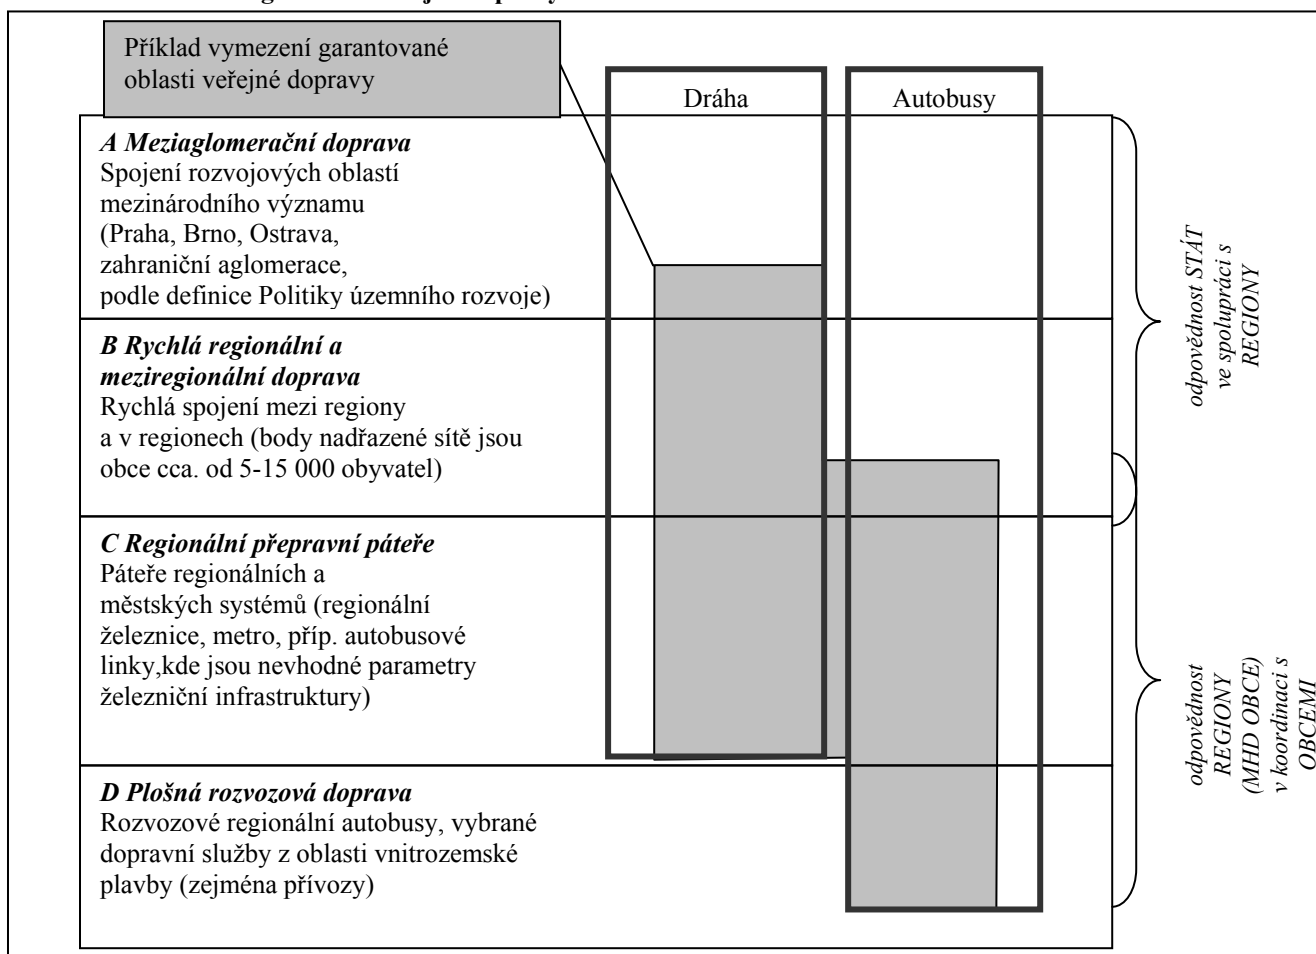 Příklad vymezení garantované
oblasti veřejné dopravy
Dráha
Autobusy
A Meziaglomerační doprava
Spojení rozvojových oblastí
mezinárodního významu
(Praha, Brno, Ostrava,
zahraniční aglomerace,
podle definice Politiky územního rozvoje)
B Rychlá regionální a
meziregionální doprava
Rychlá spojení mezi regiony
a v regionech (body nadřazené sítě jsou
obce cca. od 5-15 000 obyvatel)
C Regionální přepravní páteře
Páteře regionálních a
městských systémů (regionální
železnice, metro, příp. autobusové
linky,kde jsou nevhodné parametry
železniční infrastruktury)
D Plošná rozvozová doprava
Rozvozové regionální autobusy, vybrané
dopravní služby z oblasti vnitrozemské
plavby (zejména přívozy)
odpovědnost STÁT
ve spolupráci s
REGIONY
odpovědnost
REGIONY
(MHD OBCE)
v koordinaci s
OBCEMI